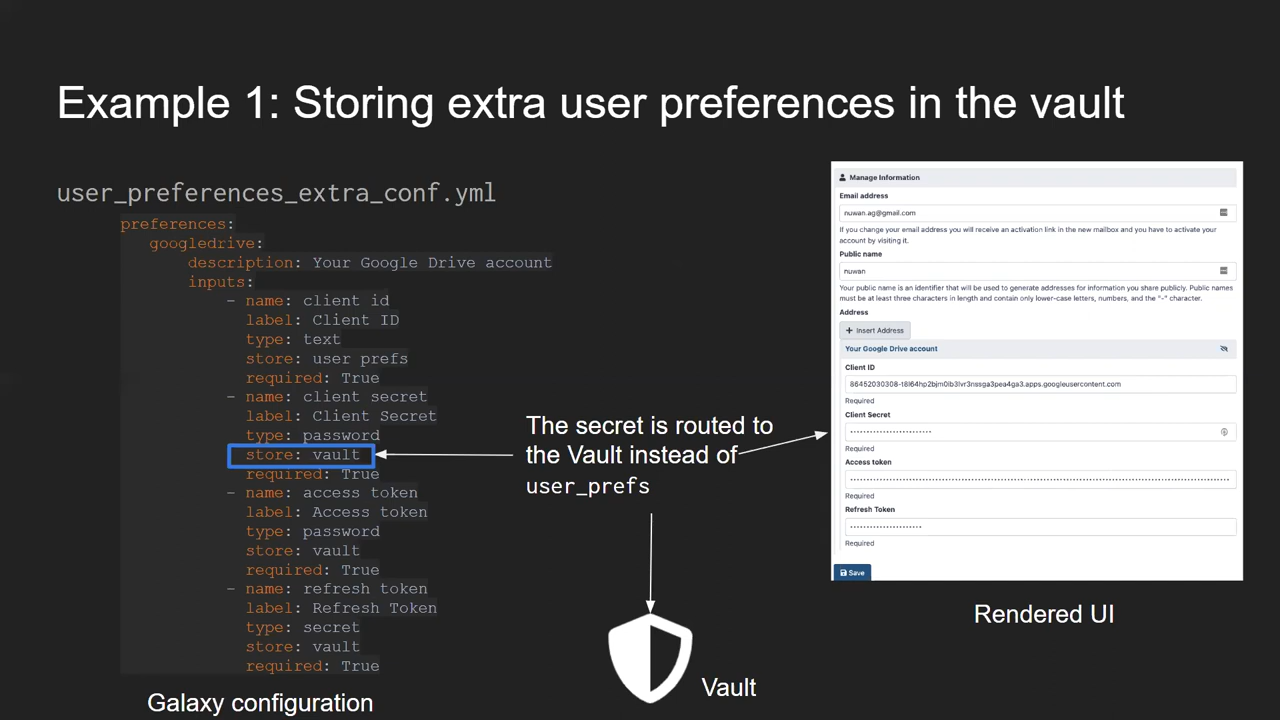 Example 1: Storing extra user preferences in the vault
user_preferences_extra_conf.yml
preferences:
googledrive:
description: Your Google Drive account
inputs:
- name: client id
label: Client ID
type: text
store: user prefs
required: True
- name: client secret
label: Client Secret
type: password
store: vault
required: True
- name: access token
label: Access token
type: password
store: vault
required: True
- name: refresh token
label: Refresh Token
type: secret
store: vault
required: True
Galaxy configuration
The secret is routed to
the Vault instead of
user_prefs
Vault
Manage Information
Email address
nuwan.ag@gmail.com
If you change your email address you will receive an activation link in the new mailbox and you have to activate your
account by visiting it.
Public name
nuwan
Your public name is an identifier that will be used to generate addresses for information you share publicly. Public names
must be at least three characters in length and contain only lower-case letters, numbers, and the "-" character.
Address
+ Insert Address
Your Google Drive account
Client ID
Required
Client Secret
Required
Access token
Required
Refresh Token
Required
Save
Rendered UI